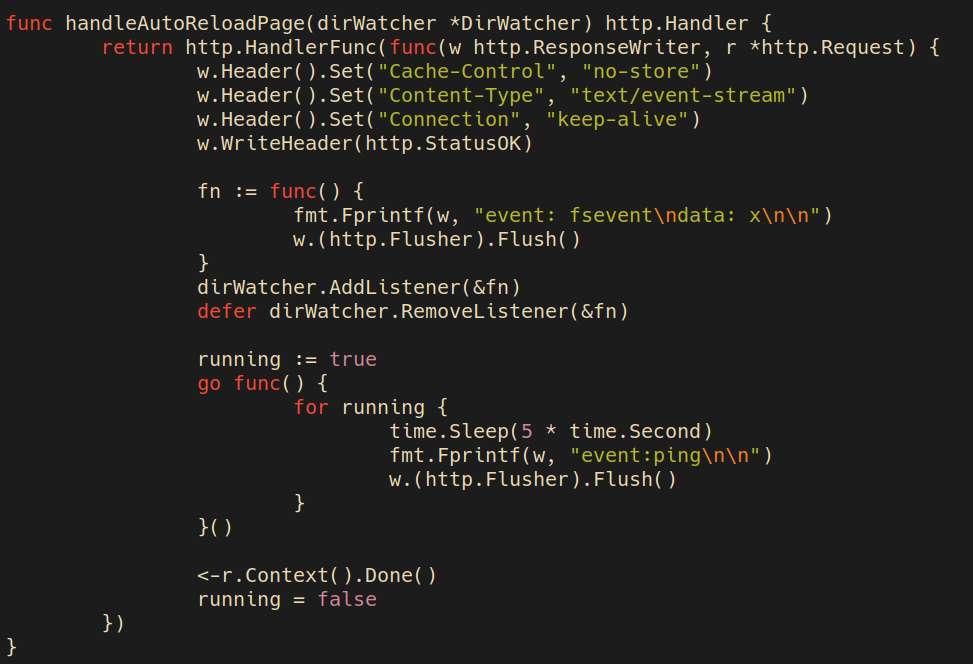 func handleAutoReloadPage(dirWatcher *DirWatcher) http.Handler {
        return http.HandlerFunc(func(w http.ResponseWriter, r *http.Request) {
                w.Header().Set("Cache-Control", "no-store")
                w.Header().Set("Content-Type", "text/event-stream")
                w.Header().Set("Connection", "keep-alive")
                w.WriteHeader(http.StatusOK)

                fn := func() {
                        fmt.Fprintf(w, "event: fsevent\ndata: x\n\n")
                        w.(http.Flusher).Flush()
                }
                dirWatcher.AddListener(&fn)
                defer dirWatcher.RemoveListener(&fn)

                running := true
                go func() {
                        for running {
                                time.Sleep(5 * time.Second)
                                fmt.Fprintf(w, "event:ping\n\n")
                                w.(http.Flusher).Flush()
                        }
                }()

                <-r.Context().Done()
                running = false
        })
}